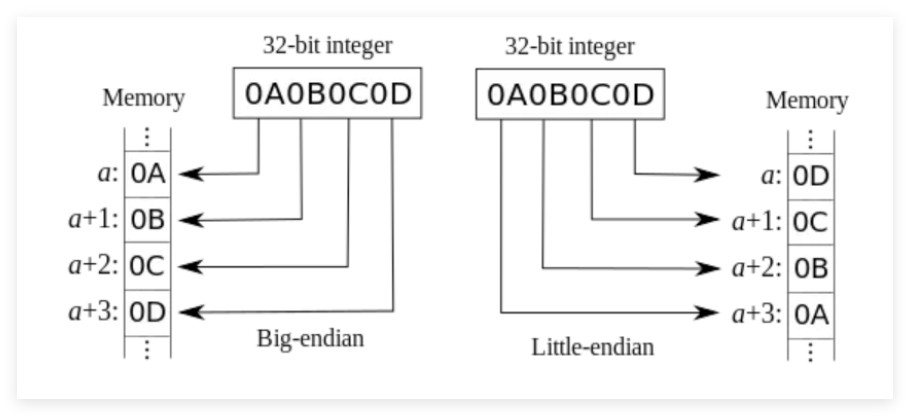 32-bit integer
0A0B0C0D
Memory
⋮
a: 0A
a+1: 0B
a+2: 0C
a+3: 0D
⋮
Big-endian
32-bit integer
0A0B0C0D
Memory
⋮
a: 0D
a+1: 0C
a+2: 0B
a+3: 0A
⋮
Little-endian